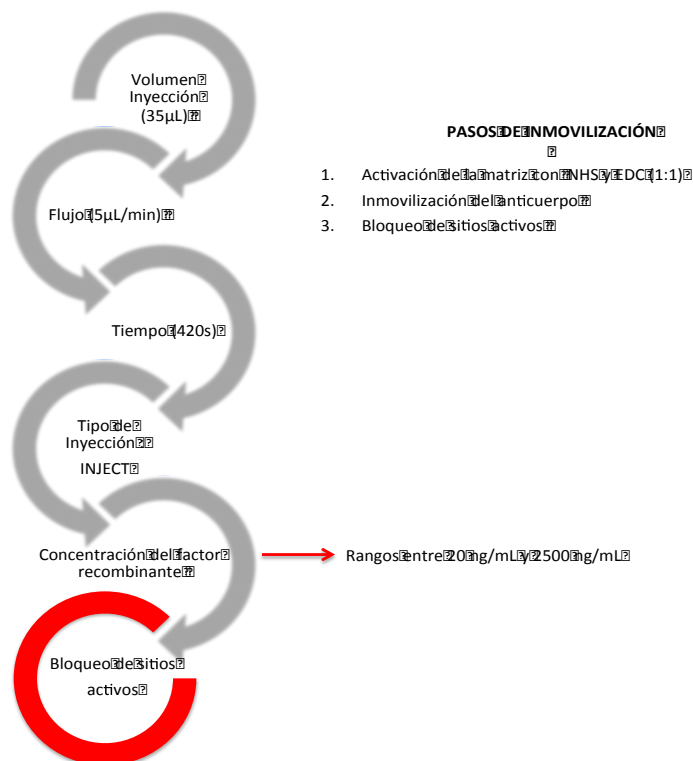 Volumen
Inyección
(35µL)
PASOS DE INMOVILIZACIÓN
1. Activación de la matriz con NHS y EDC (1:1)
2. Inmovilización del anticuerpo
3. Bloqueo de sitios activos
Flujo (5µL/min)
Tiempo (420s)
Tipo de
Inyección
INJECT
Concentración del factor
recombinante
Rangos entre 20 ng/mL y 2500 ng/mL
Bloqueo de sitios
activos